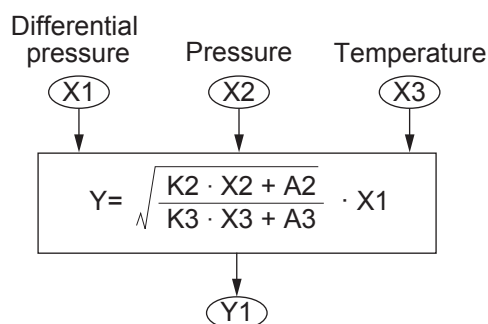 Differential
pressure Pressure Temperature
X1 X2 X3
Y= √ K2 · X2 + A2 / K3 · X3 + A3 · X1
Y1